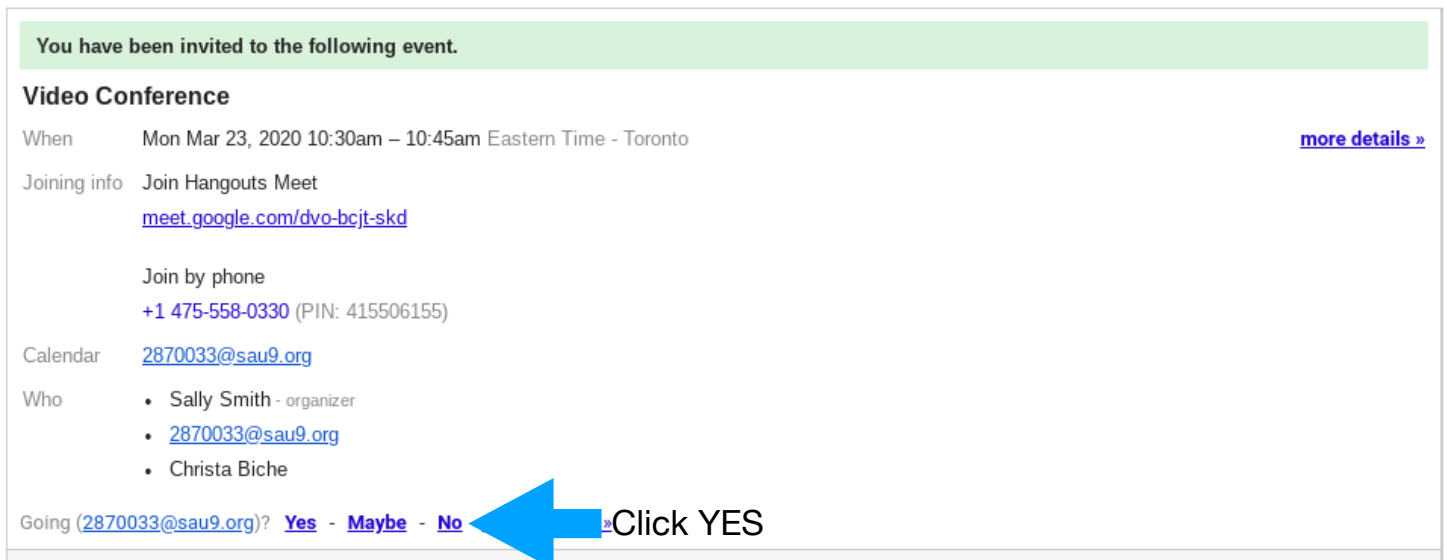 You have been invited to the following event.
Video Conference
When Mon Mar 23, 2020 10:30am – 10:45am Eastern Time - Toronto more details »
Joining info Join Hangouts Meet
meet.google.com/dvo-bcjt-skd
Join by phone
+1 475-558-0330 (PIN: 415506155)
Calendar 2870033@sau9.org
Who • Sally Smith - organizer
• 2870033@sau9.org
• Christa Biche
Going (2870033@sau9.org)? Yes - Maybe - No » Click YES